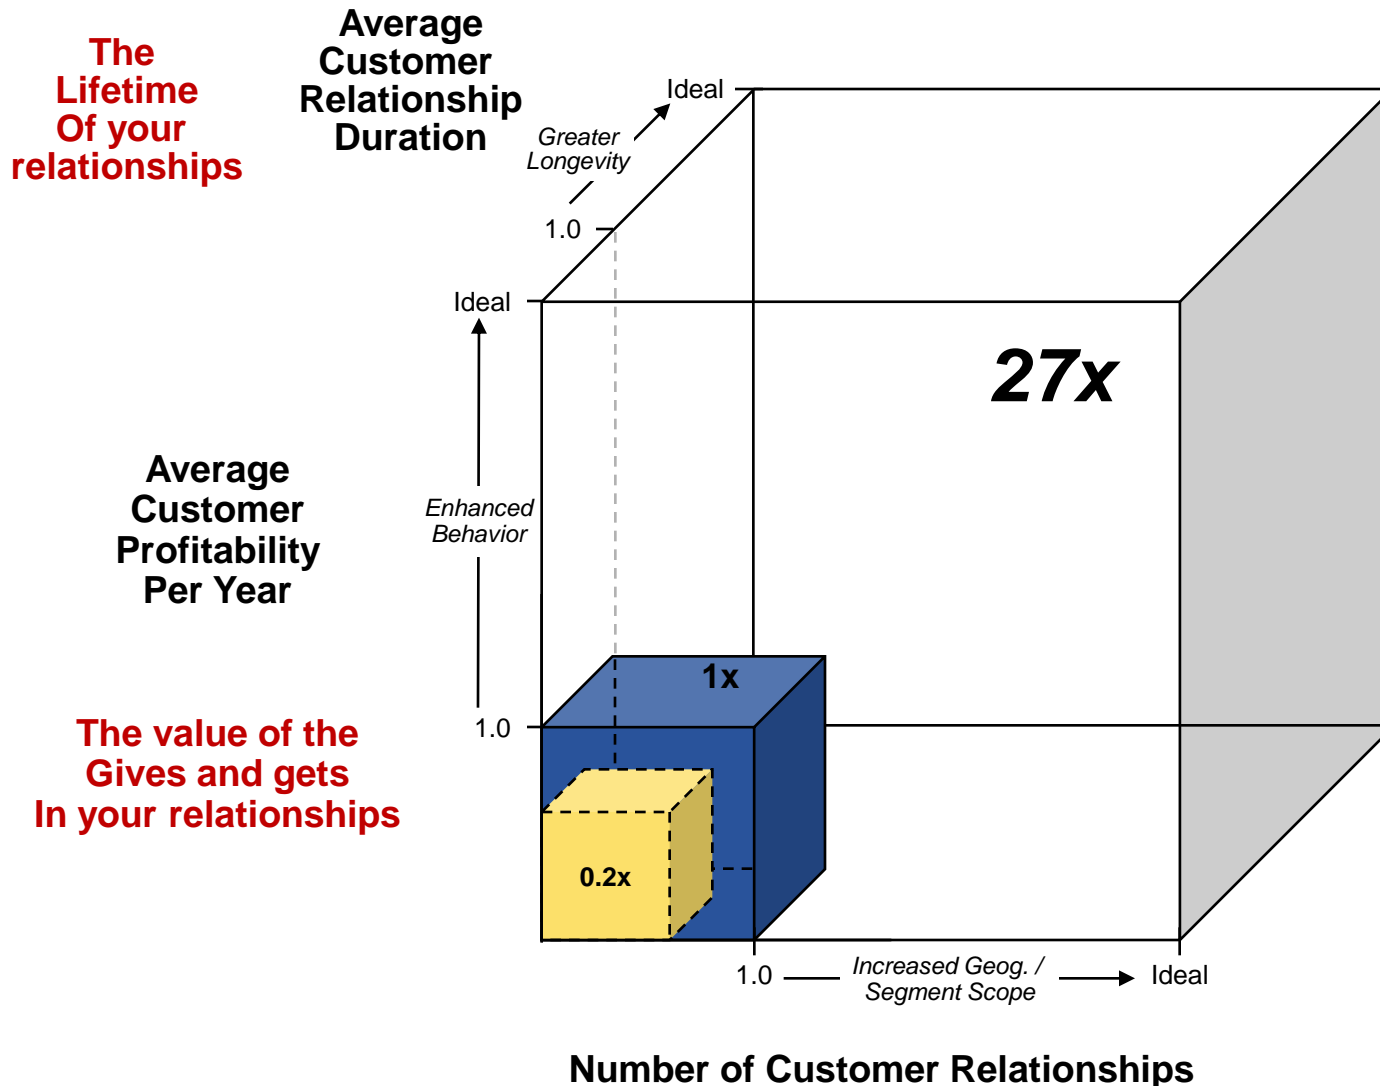 The
Lifetime
Of your
relationships
Average
Customer
Relationship
Duration
Ideal
Greater
Longevity
1.0
Ideal
27x
Average
Customer
Profitability
Per Year
Enhanced
Behavior
1x
1.0
The value of the
Gives and gets
In your relationships
0.2x
1.0
Increased Geog. /
Segment Scope
Ideal
Number of Customer Relationships